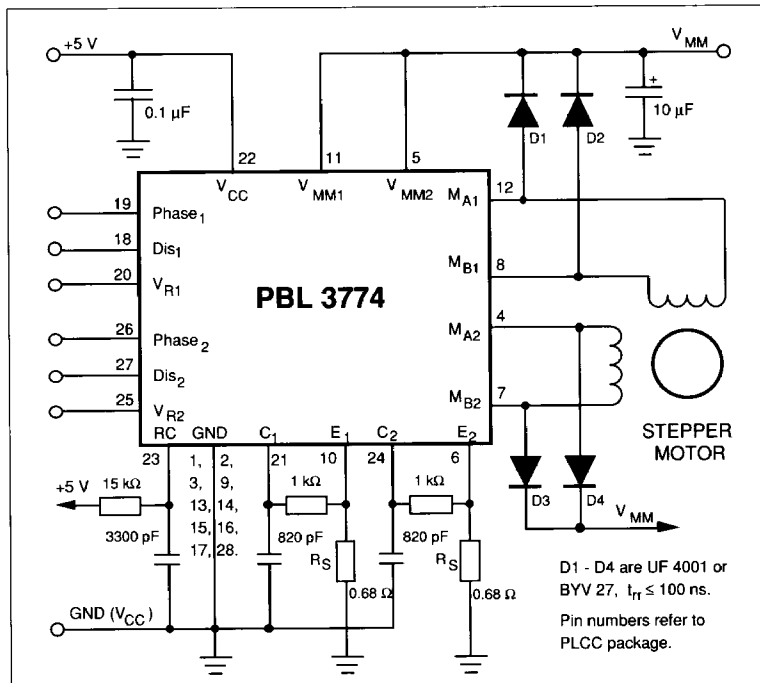 +5 V
V_MM
0.1 µF
+
10 µF
D1
D2
22
11
5
V_CC
V_MM1
V_MM2
12
M_A1
19
Phase_1
18
Dis_1
20
V_R1
8
M_B1
PBL 3774
4
M_A2
26
Phase_2
27
Dis_2
25
V_R2
7
M_B2
STEPPER
MOTOR
RC
GND
C_1
E_1
C_2
E_2
23
1, 2,
3, 9,
13, 14,
15, 16,
17, 28.
21
10
24
6
+5 V
15 kΩ
1 kΩ
1 kΩ
D3
D4
V_MM
3300 pF
820 pF
R_S
0.68 Ω
820 pF
R_S
0.68 Ω
D1 - D4 are UF 4001 or
BYV 27, t_rr ≤ 100 ns.
Pin numbers refer to
PLCC package.
GND (V_CC)